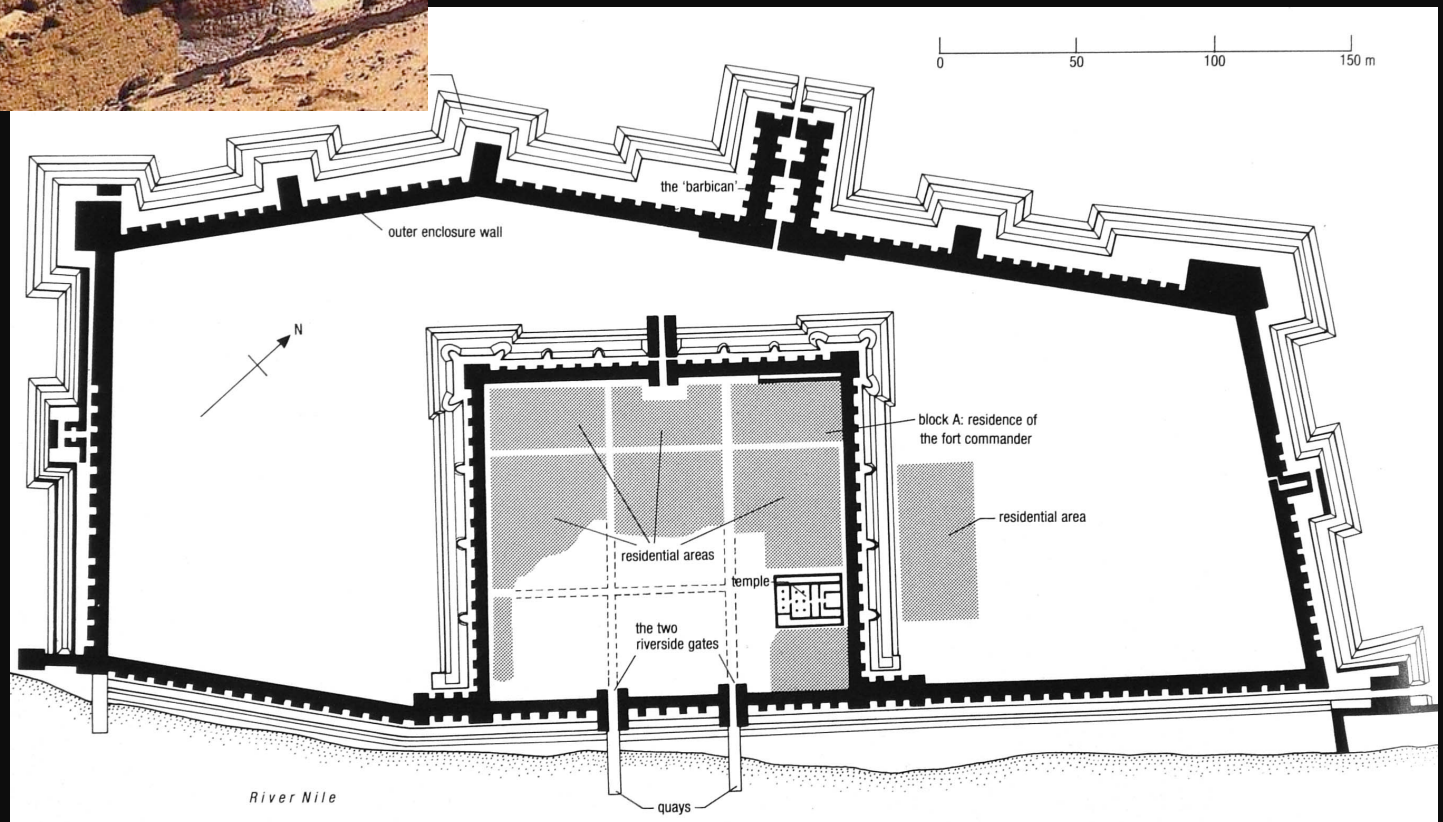 0 50 100 150 m
the 'barbican'
outer enclosure wall
N
block A: residence of
the fort commander
residential area
residential areas
temple
the two
riverside gates
River Nile
quays